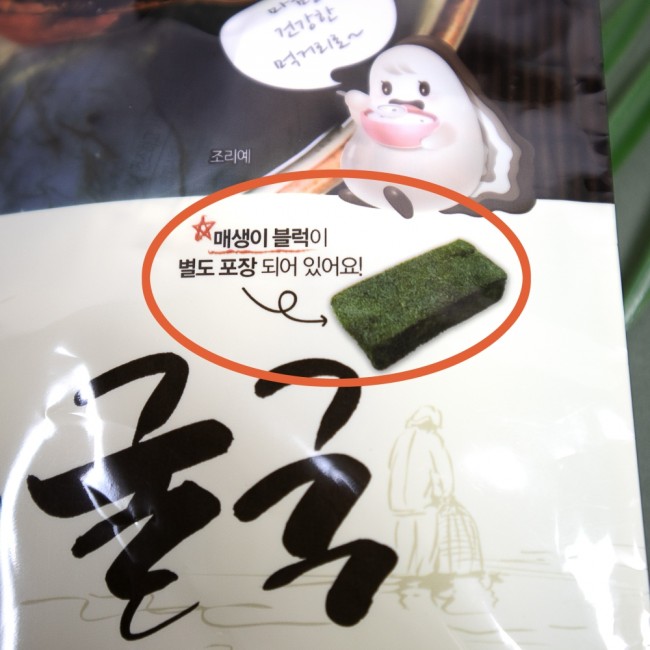 건강한
먹거리로~
조리예
매생이 블럭이
별도 포장 되어 있어요!
굴국